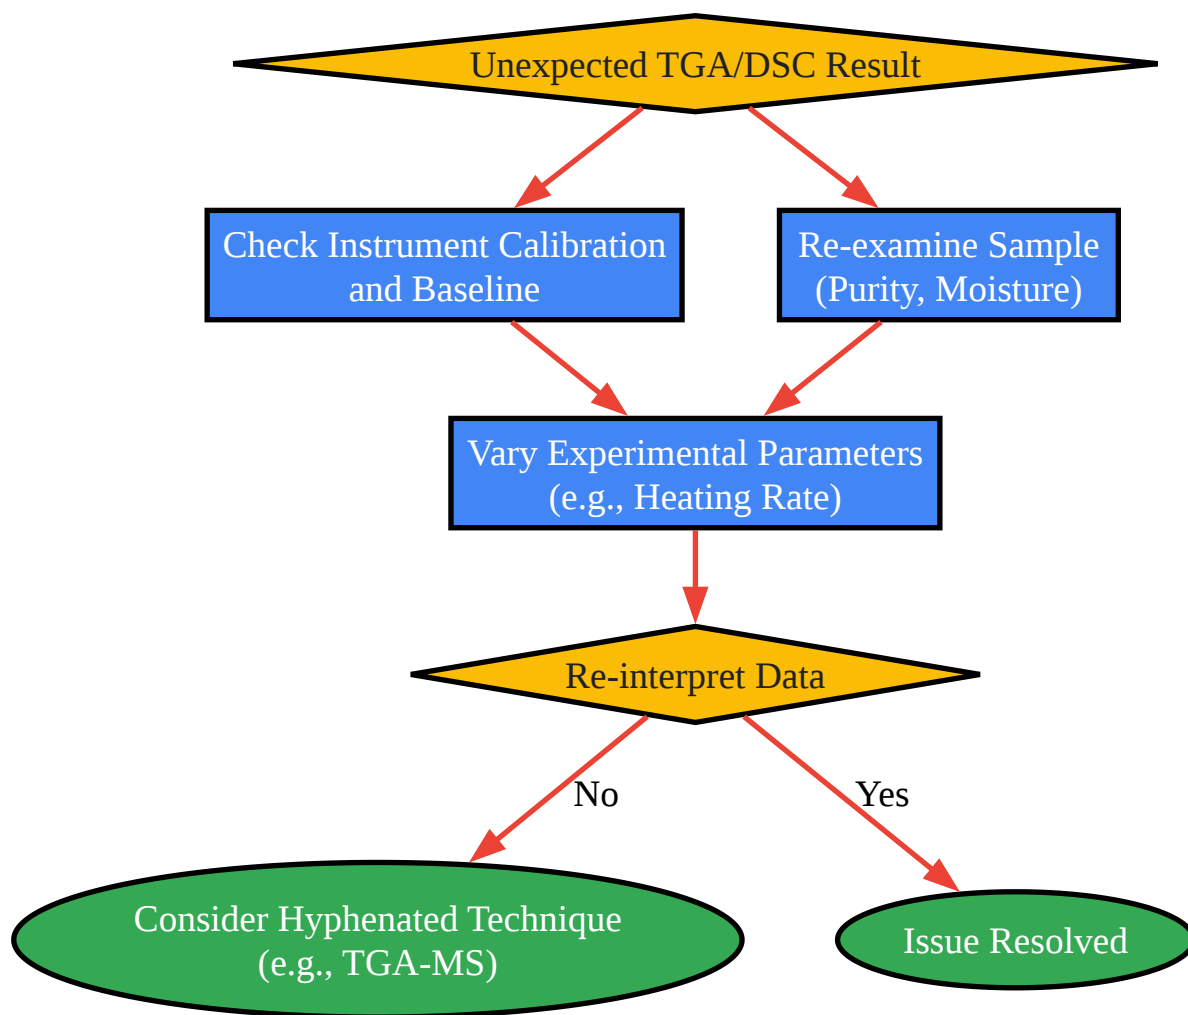 Unexpected TGA/DSC Result
Check Instrument Calibration
and Baseline
Re-examine Sample
(Purity, Moisture)
Vary Experimental Parameters
(e.g., Heating Rate)
Re-interpret Data
No
Yes
Consider Hyphenated Technique
(e.g., TGA-MS)
Issue Resolved